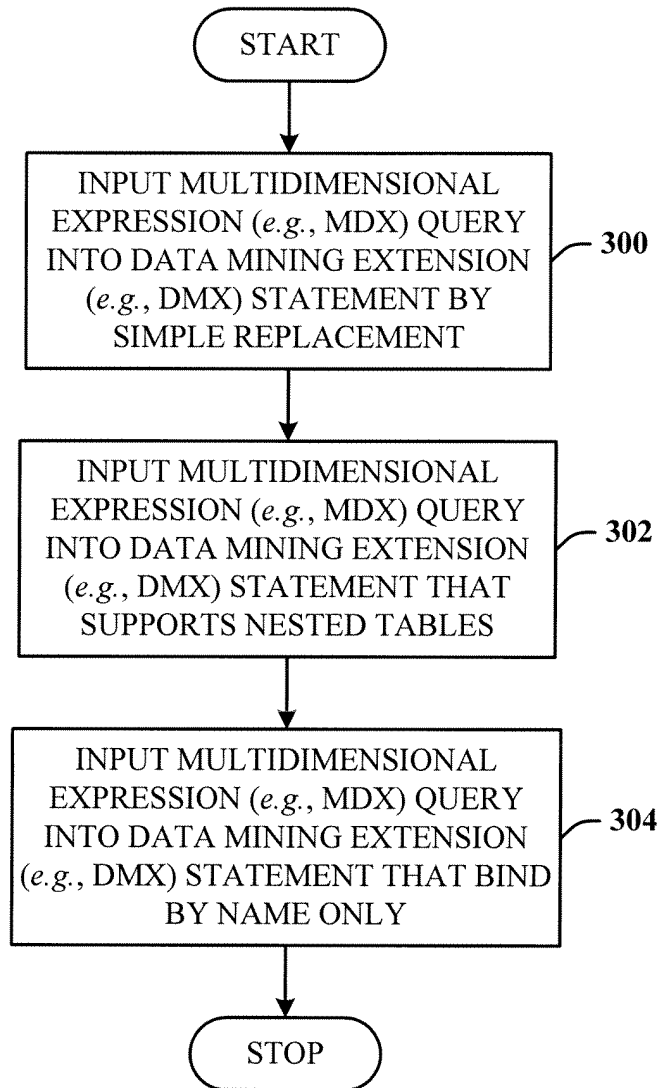 START
INPUT MULTIDIMENSIONAL
EXPRESSION (e.g., MDX) QUERY
INTO DATA MINING EXTENSION
(e.g., DMX) STATEMENT BY
SIMPLE REPLACEMENT
300
INPUT MULTIDIMENSIONAL
EXPRESSION (e.g., MDX) QUERY
INTO DATA MINING EXTENSION
(e.g., DMX) STATEMENT THAT
SUPPORTS NESTED TABLES
302
INPUT MULTIDIMENSIONAL
EXPRESSION (e.g., MDX) QUERY
INTO DATA MINING EXTENSION
(e.g., DMX) STATEMENT THAT BIND
BY NAME ONLY
304
STOP